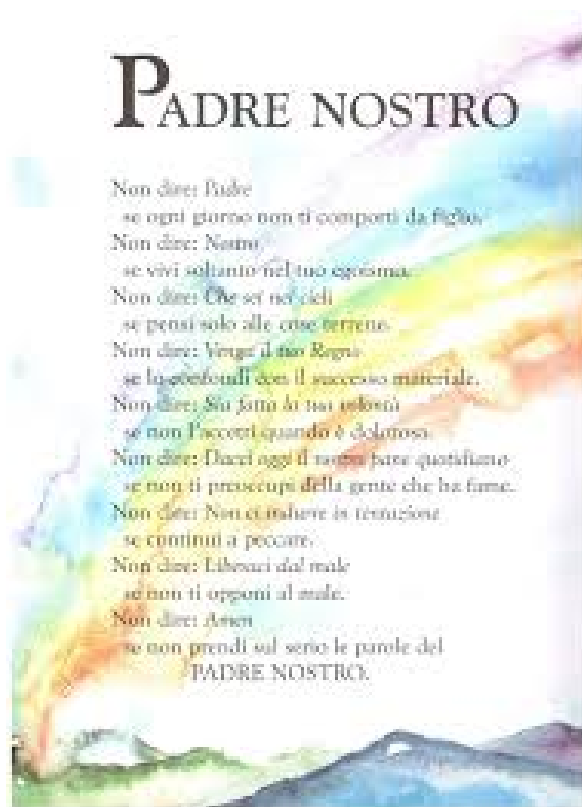 PADRE NOSTRO
Non dire: Padre
se ogni giorno non ti comporti da figlio.
Non dire: Nostro
se vivi soltanto nel tuo egoismo.
Non dire: Che sei nei cieli
se pensi solo alle cose terrene.
Non dire: Venga il tuo Regno
se lo confondi con il successo materiale.
Non dire: Sia fatta la tua volontà
se non l'accetti quando è dolorosa.
Non dire: Dacci oggi il nostro pane quotidiano
se non ti preoccupi della gente che ha fame.
Non dire: Non ci indurre in tentazione
se continui a peccare.
Non dire: Liberaci dal male
se non ti opponi al male.
Non dire: Amen
se non prendi sul serio le parole del
PADRE NOSTRO.